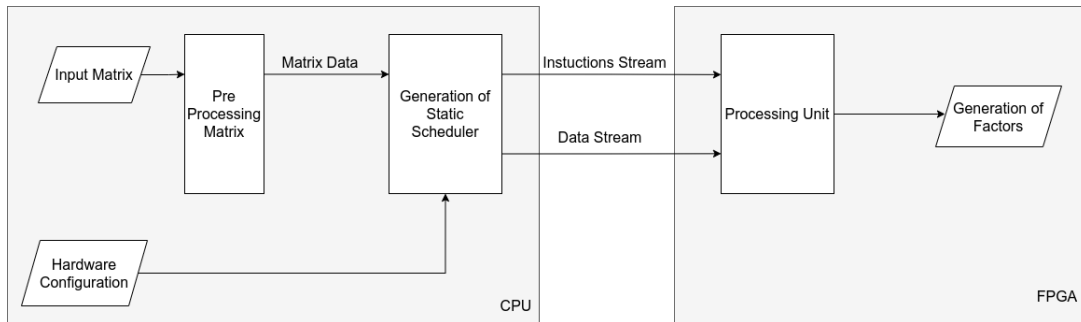 Input Matrix
Pre
Processing
Matrix
Matrix Data
Generation of
Static
Scheduler
Instuctions Stream
Data Stream
Processing Unit
Generation of
Factors
Hardware
Configuration
CPU
FPGA